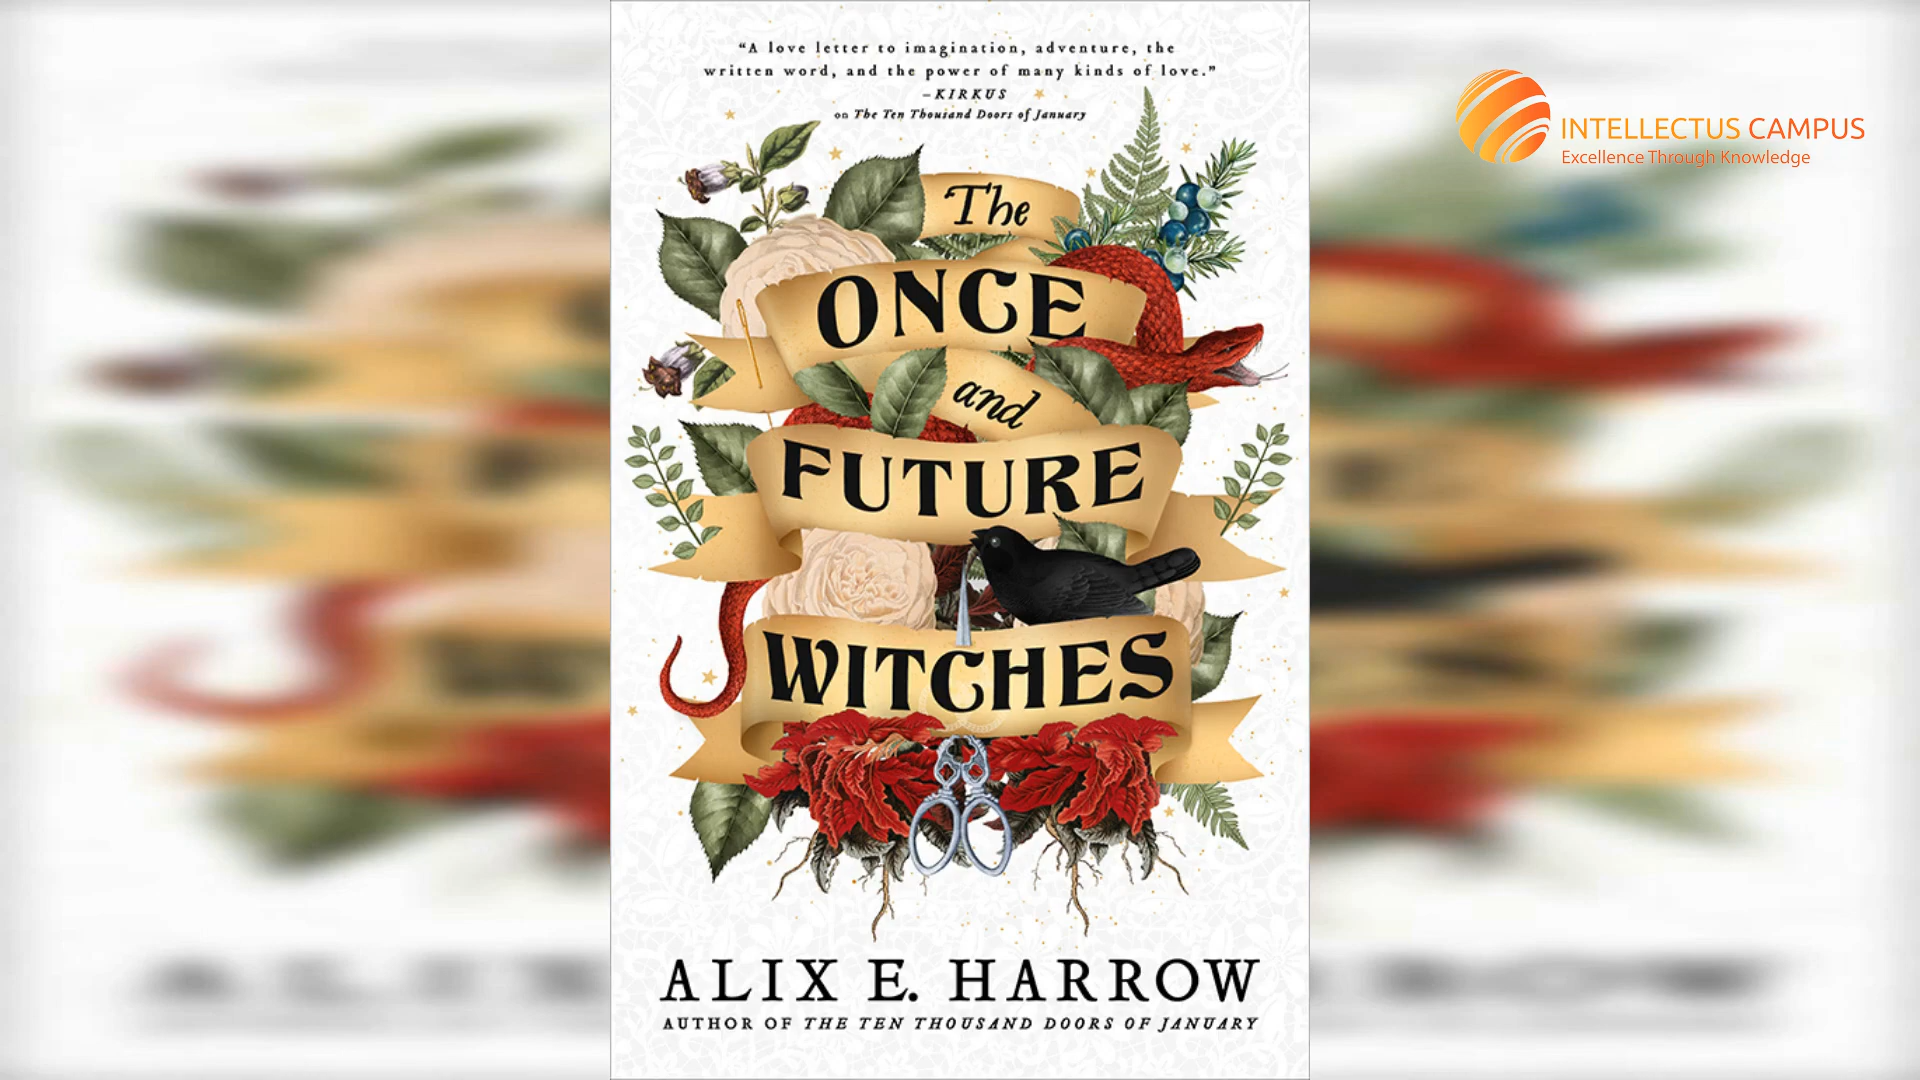 “A love letter to imagination, adventure, the
written word, and the power of many kinds of love.”
–KIRKUS
on The Ten Thousand Doors of January
INTELLECTUS CAMPUS
Excellence Through Knowledge
The
ONCE
and
FUTURE
WITCHES
ALIX E. HARROW
AUTHOR OF THE TEN THOUSAND DOORS OF JANUARY